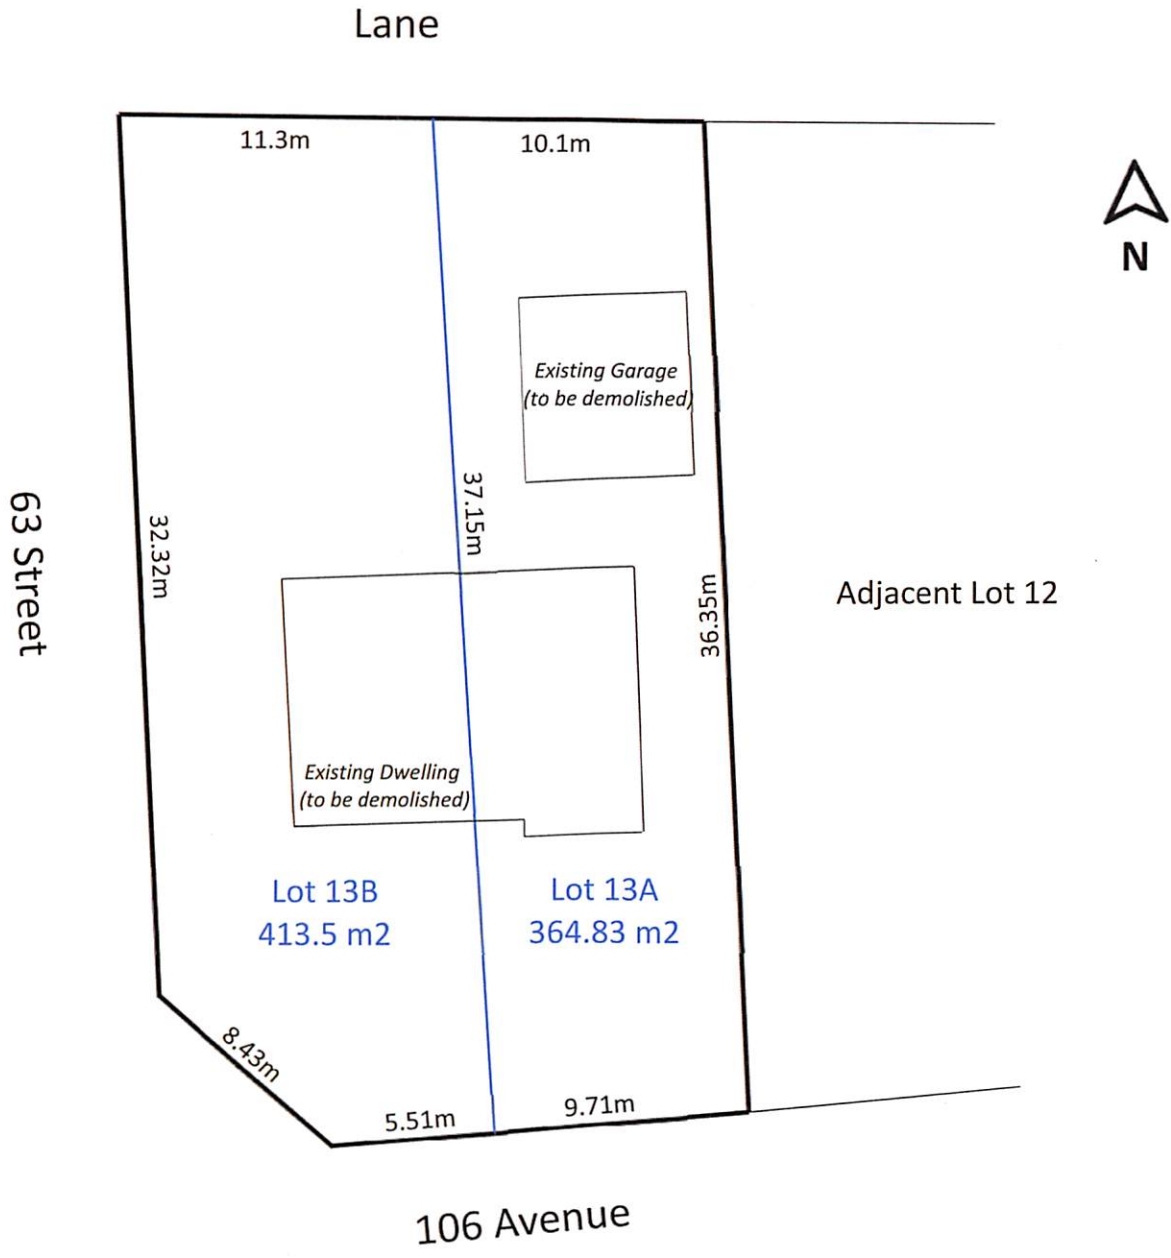 Lane
11.3m
10.1m
N
Existing Garage
(to be demolished)
37.15m
32.32m
63 Street
36.35m
Adjacent Lot 12
Existing Dwelling
(to be demolished)
Lot 13B
413.5 m2
Lot 13A
364.83 m2
8.43m
5.51m
9.71m
106 Avenue